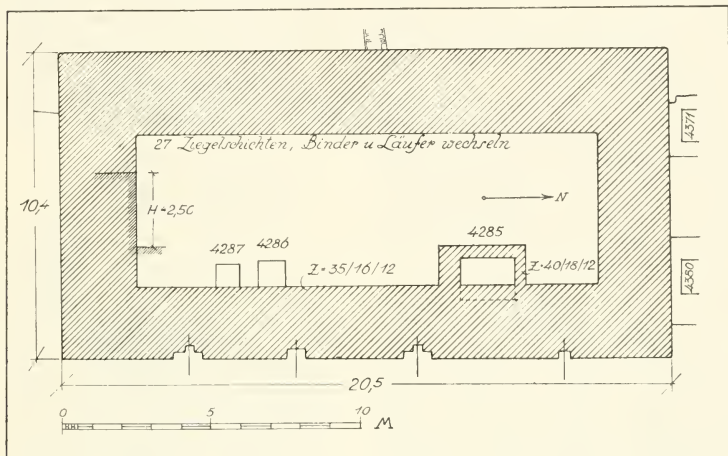 27 Ziegelschichten, Binder u Läufer wechseln
4371
10,4
H=2,50
N
4285
4287
4286
Z=35/16/12
Z=40/18/12
4380
20,5
0 5 10 M